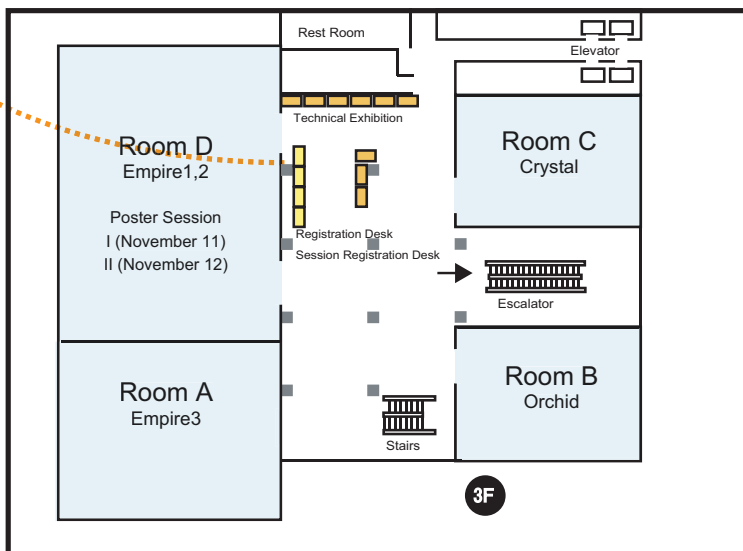 Rest Room
Elevator
Technical Exhibition
Room D
Empire1,2
Poster Session
I (November 11)
II (November 12)
Room C
Crystal
Registration Desk
Session Registration Desk
Escalator
Room A
Empire3
Room B
Orchid
Stairs
3F